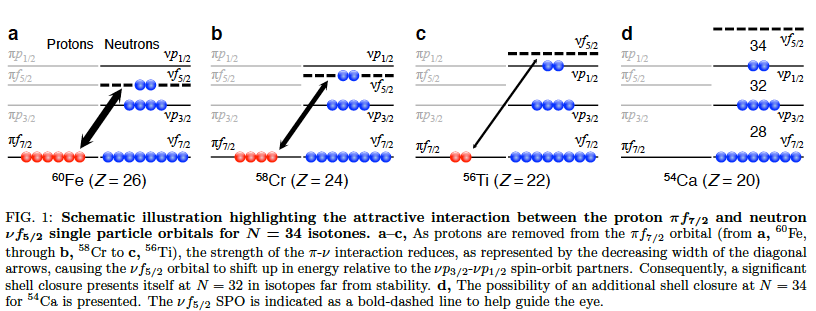 a
Protons Neutrons
πp1/2
νp1/2
πf5/2
νf5/2
πp3/2
νp3/2
πf7/2
νf7/2
60Fe (Z = 26)
b
πp1/2
νp1/2
πf5/2
νf5/2
πp3/2
νp3/2
πf7/2
νf7/2
58Cr (Z = 24)
c
νf5/2
πp1/2
πf5/2
νp1/2
πp3/2
νp3/2
πf7/2
νf7/2
56Ti (Z = 22)
d
34
νf5/2
πp1/2
πf5/2
νp1/2
32
πp3/2
νp3/2
28
πf7/2
νf7/2
54Ca (Z = 20)
FIG. 1: Schematic illustration highlighting the attractive interaction between the proton πf7/2 and neutron
νf5/2 single particle orbitals for N = 34 isotones. a–c, As protons are removed from the πf7/2 orbital (from a, 60Fe,
through b, 58Cr to c, 56Ti), the strength of the π-ν interaction reduces, as represented by the decreasing width of the diagonal
arrows, causing the νf5/2 orbital to shift up in energy relative to the νp3/2-νp1/2 spin-orbit partners. Consequently, a significant
shell closure presents itself at N = 32 in isotopes far from stability. d, The possibility of an additional shell closure at N = 34
for 54Ca is presented. The νf5/2 SPO is indicated as a bold-dashed line to help guide the eye.